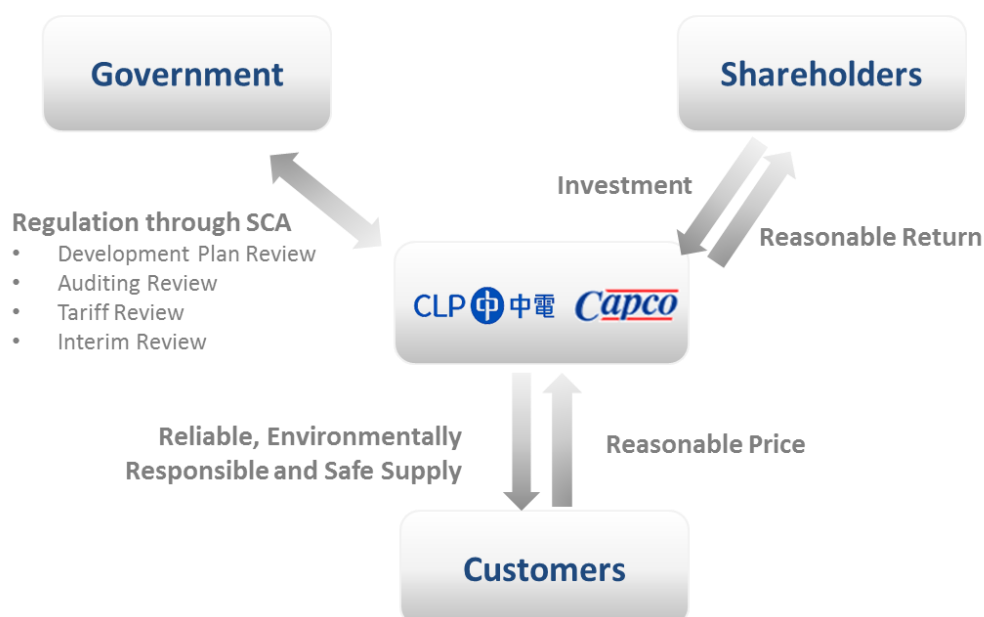 Government
Shareholders
Investment
Reasonable Return
Regulation through SCA
• Development Plan Review
• Auditing Review
• Tariff Review
• Interim Review
CLP 中 中電 Capco
Reliable, Environmentally
Responsible and Safe Supply
Reasonable Price
Customers